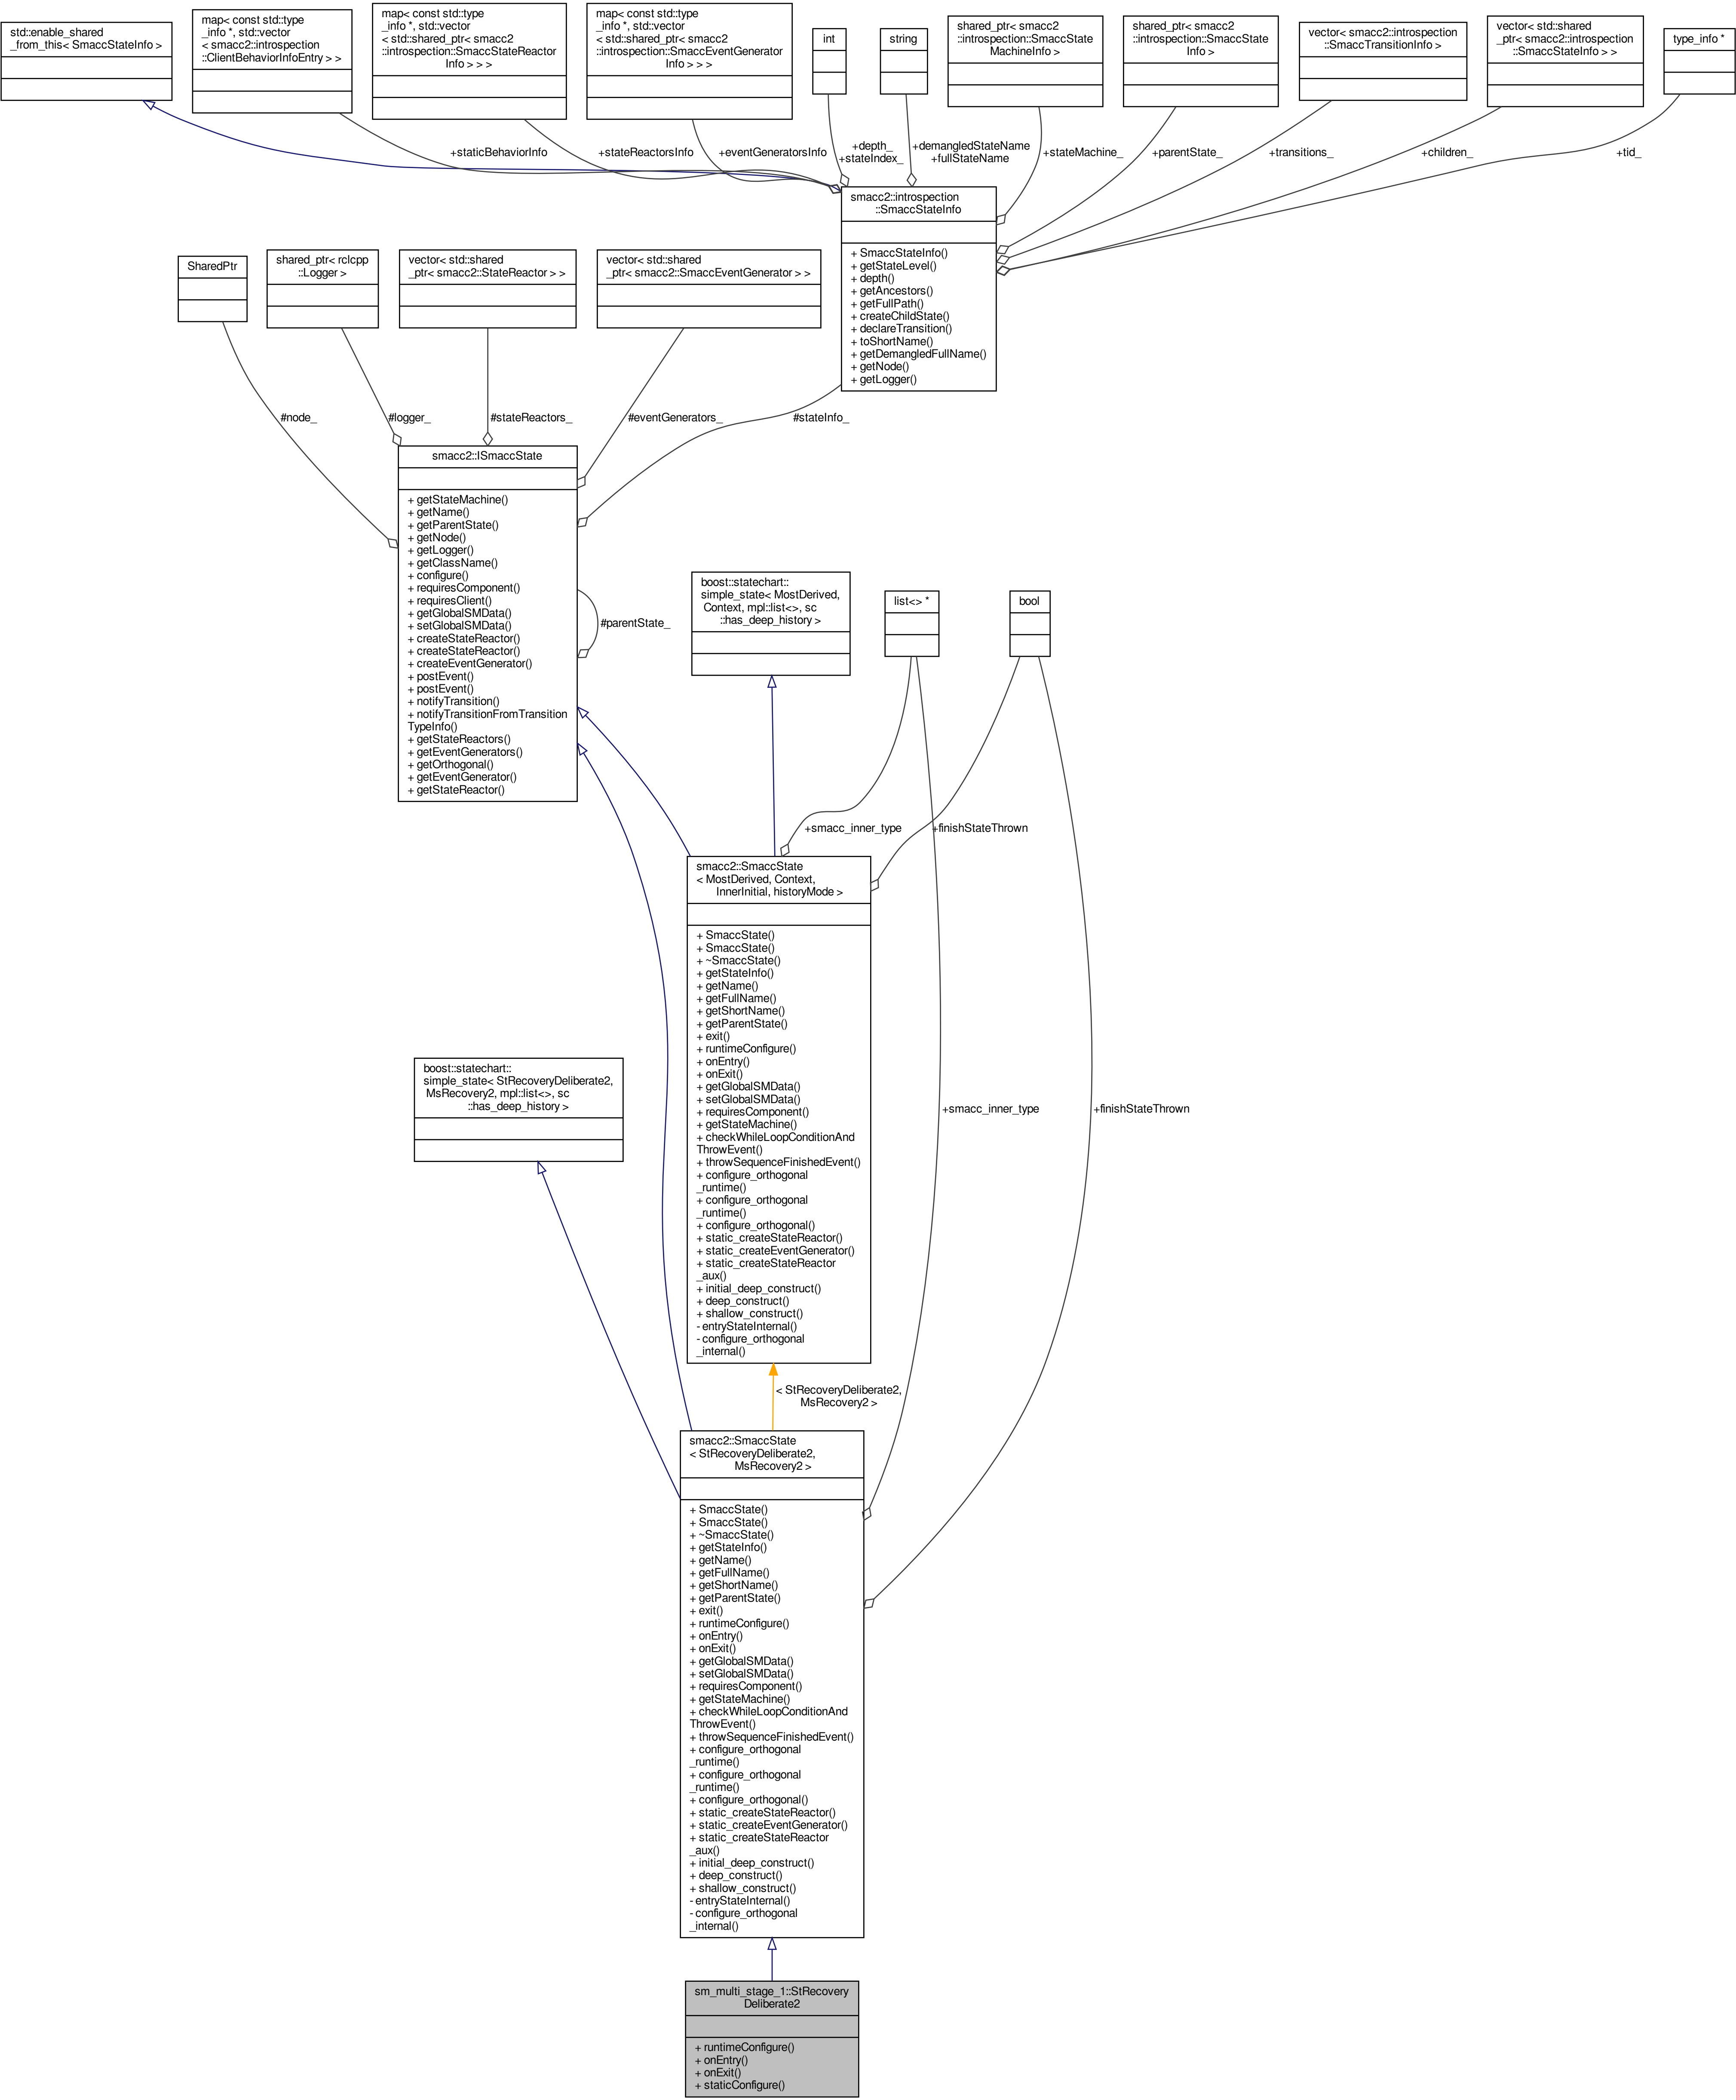 std::enable_shared
_from_this< SmaccStateInfo >
map< const std::type
_info *, std::vector
< smacc2::introspection
::ClientBehaviorInfoEntry > >
map< const std::type
_info *, std::vector
< std::shared_ptr< smacc2
::introspection::SmaccStateReactor
Info > > >
map< const std::type
_info *, std::vector
< std::shared_ptr< smacc2
::introspection::SmaccEventGenerator
Info > > >
int
string
shared_ptr< smacc2
::introspection::SmaccState
MachineInfo >
shared_ptr< smacc2
::introspection::SmaccState
Info >
vector< smacc2::introspection
::SmaccTransitionInfo >
vector< std::shared
_ptr< smacc2::introspection
::SmaccStateInfo > >
type_info *
+staticBehaviorInfo
+stateReactorsInfo
+eventGeneratorsInfo
+depth_
+stateIndex_
+demangledStateName
+fullStateName
+stateMachine_
+parentState_
+transitions_
+children_
+tid_
smacc2::introspection
::SmaccStateInfo
+ SmaccStateInfo()
+ getStateLevel()
+ depth()
+ getAncestors()
+ getFullPath()
+ createChildState()
+ declareTransition()
+ toShortName()
+ getDemangledFullName()
+ getNode()
+ getLogger()
SharedPtr
shared_ptr< rclcpp
::Logger >
vector< std::shared
_ptr< smacc2::StateReactor > >
vector< std::shared
_ptr< smacc2::SmaccEventGenerator > >
#node_
#logger_
#stateReactors_
#eventGenerators_
#stateInfo_
smacc2::ISmaccState
+ getStateMachine()
+ getName()
+ getParentState()
+ getNode()
+ getLogger()
+ getClassName()
+ configure()
+ requiresComponent()
+ requiresClient()
+ getGlobalSMData()
+ setGlobalSMData()
+ createStateReactor()
+ createStateReactor()
+ createEventGenerator()
+ postEvent()
+ postEvent()
+ notifyTransition()
+ notifyTransitionFromTransition
TypeInfo()
+ getStateReactors()
+ getEventGenerators()
+ getOrthogonal()
+ getEventGenerator()
+ getStateReactor()
#parentState_
boost::statechart::
simple_state< MostDerived,
Context, mpl::list<>, sc
::has_deep_history >
list<> *
bool
+smacc_inner_type
+finishStateThrown
smacc2::SmaccState
< MostDerived, Context,
InnerInitial, historyMode >
+ SmaccState()
+ SmaccState()
+ ~SmaccState()
+ getStateInfo()
+ getName()
+ getFullName()
+ getShortName()
+ getParentState()
+ exit()
+ runtimeConfigure()
+ onEntry()
+ onExit()
+ getGlobalSMData()
+ setGlobalSMData()
+ requiresComponent()
+ getStateMachine()
+ checkWhileLoopConditionAnd
ThrowEvent()
+ throwSequenceFinishedEvent()
+ configure_orthogonal
_runtime()
+ configure_orthogonal
_runtime()
+ configure_orthogonal()
+ static_createStateReactor()
+ static_createEventGenerator()
+ static_createStateReactor
_aux()
+ initial_deep_construct()
+ deep_construct()
+ shallow_construct()
- entryStateInternal()
- configure_orthogonal
_internal()
boost::statechart::
simple_state< StRecoveryDeliberate2,
MsRecovery2, mpl::list<>, sc
::has_deep_history >
+smacc_inner_type
+finishStateThrown
< StRecoveryDeliberate2,
MsRecovery2 >
smacc2::SmaccState
< StRecoveryDeliberate2,
MsRecovery2 >
+ SmaccState()
+ SmaccState()
+ ~SmaccState()
+ getStateInfo()
+ getName()
+ getFullName()
+ getShortName()
+ getParentState()
+ exit()
+ runtimeConfigure()
+ onEntry()
+ onExit()
+ getGlobalSMData()
+ setGlobalSMData()
+ requiresComponent()
+ getStateMachine()
+ checkWhileLoopConditionAnd
ThrowEvent()
+ throwSequenceFinishedEvent()
+ configure_orthogonal
_runtime()
+ configure_orthogonal
_runtime()
+ configure_orthogonal()
+ static_createStateReactor()
+ static_createEventGenerator()
+ static_createStateReactor
_aux()
+ initial_deep_construct()
+ deep_construct()
+ shallow_construct()
- entryStateInternal()
- configure_orthogonal
_internal()
sm_multi_stage_1::StRecovery
Deliberate2
+ runtimeConfigure()
+ onEntry()
+ onExit()
+ staticConfigure()